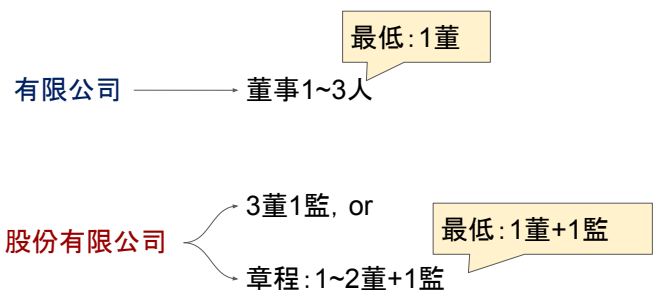 最低：1董
有限公司
董事1~3人
3董1監, or
股份有限公司
最低：1董+1監
章程：1~2董+1監